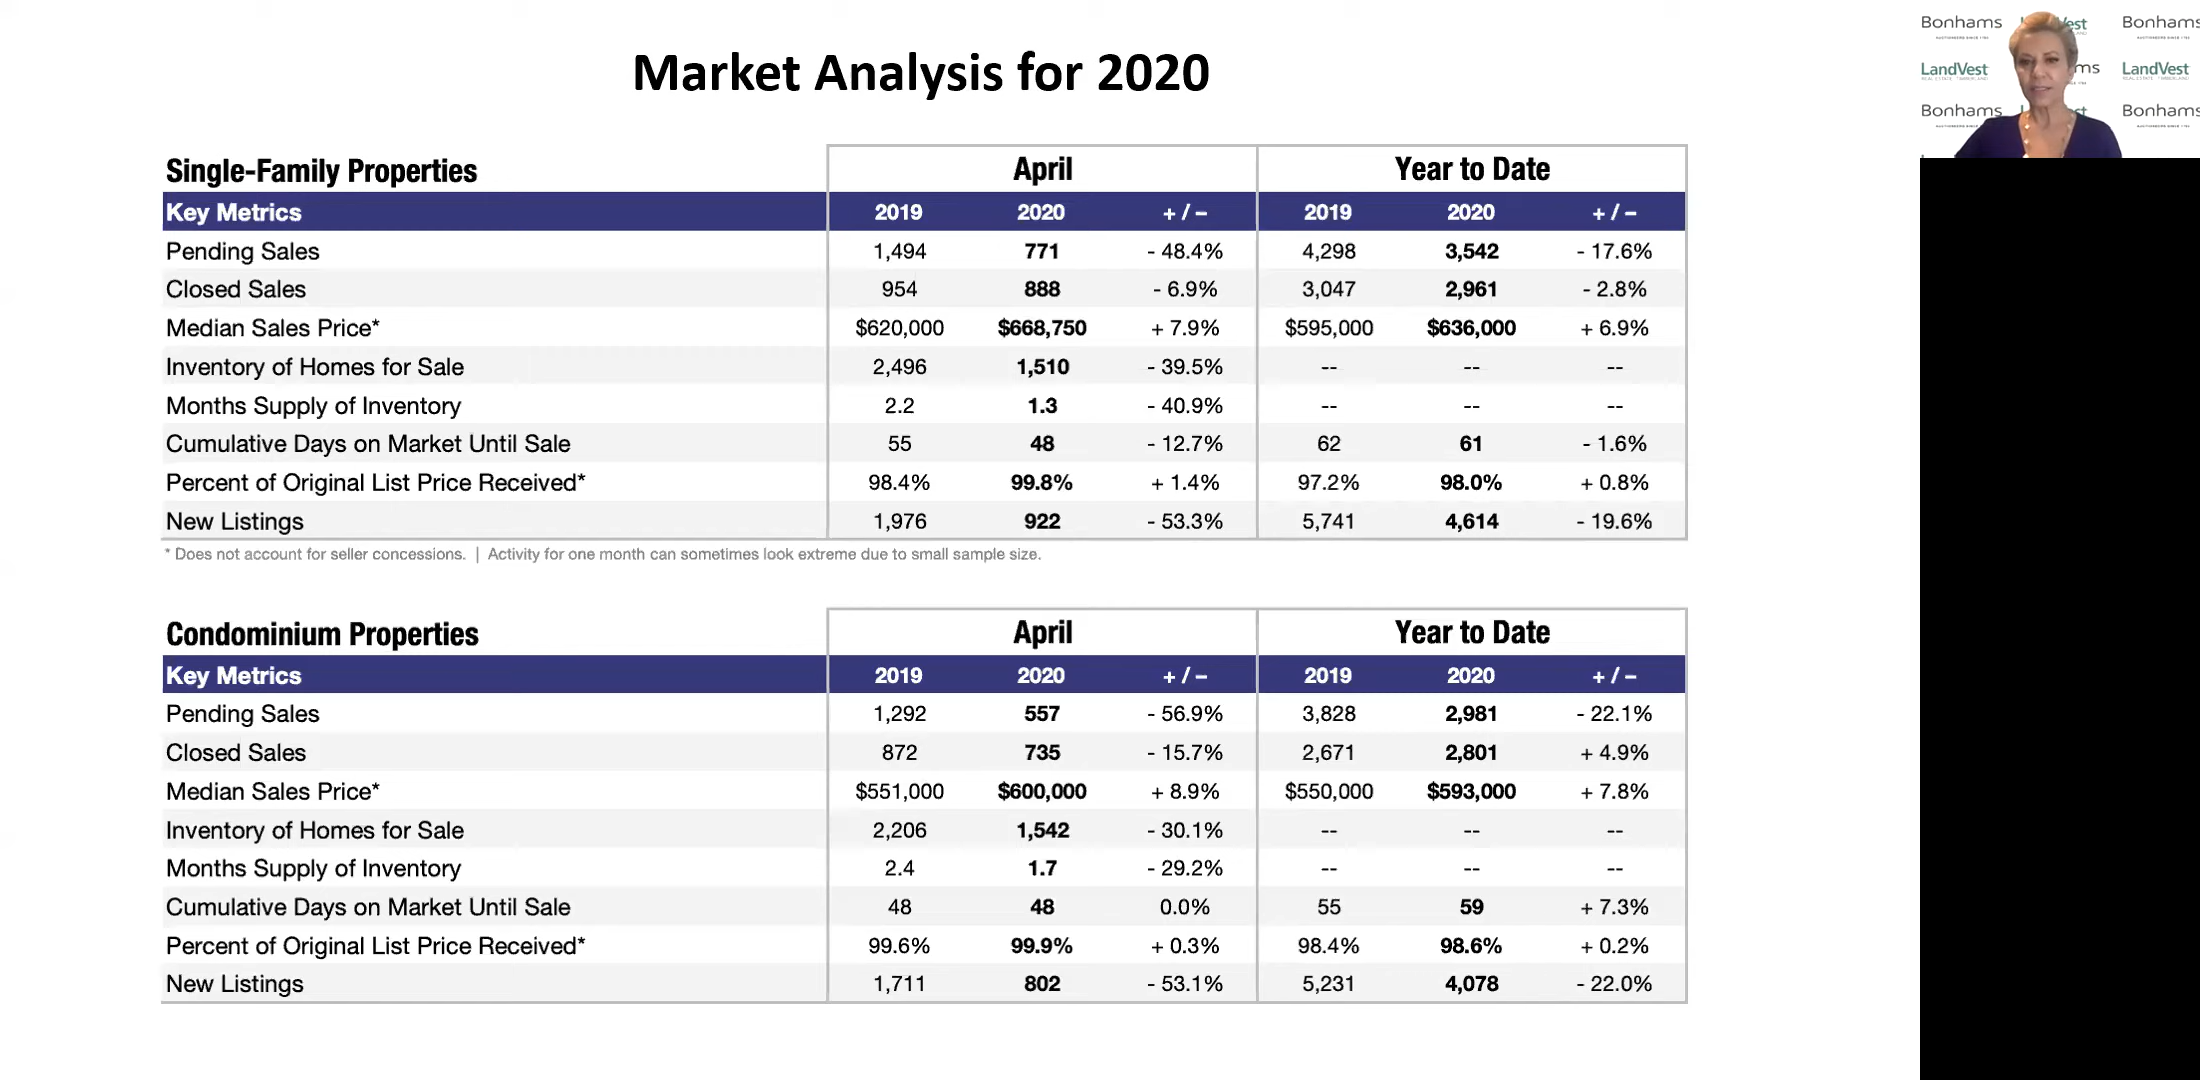 Market Analysis for 2020
Bonhams LandVest Bonhams
LandVest Bonhams LandVest
Bonhams Bonhams
Single-Family Properties April Year to Date
Key Metrics 2019 2020 + / – 2019 2020 + / –
Pending Sales 1,494 771 - 48.4% 4,298 3,542 - 17.6%
Closed Sales 954 888 - 6.9% 3,047 2,961 - 2.8%
Median Sales Price* $620,000 $668,750 + 7.9% $595,000 $636,000 + 6.9%
Inventory of Homes for Sale 2,496 1,510 - 39.5% -- -- --
Months Supply of Inventory 2.2 1.3 - 40.9% -- -- --
Cumulative Days on Market Until Sale 55 48 - 12.7% 62 61 - 1.6%
Percent of Original List Price Received* 98.4% 99.8% + 1.4% 97.2% 98.0% + 0.8%
New Listings 1,976 922 - 53.3% 5,741 4,614 - 19.6%
* Does not account for seller concessions. | Activity for one month can sometimes look extreme due to small sample size.
Condominium Properties April Year to Date
Key Metrics 2019 2020 + / – 2019 2020 + / –
Pending Sales 1,292 557 - 56.9% 3,828 2,981 - 22.1%
Closed Sales 872 735 - 15.7% 2,671 2,801 + 4.9%
Median Sales Price* $551,000 $600,000 + 8.9% $550,000 $593,000 + 7.8%
Inventory of Homes for Sale 2,206 1,542 - 30.1% -- -- --
Months Supply of Inventory 2.4 1.7 - 29.2% -- -- --
Cumulative Days on Market Until Sale 48 48 0.0% 55 59 + 7.3%
Percent of Original List Price Received* 99.6% 99.9% + 0.3% 98.4% 98.6% + 0.2%
New Listings 1,711 802 - 53.1% 5,231 4,078 - 22.0%